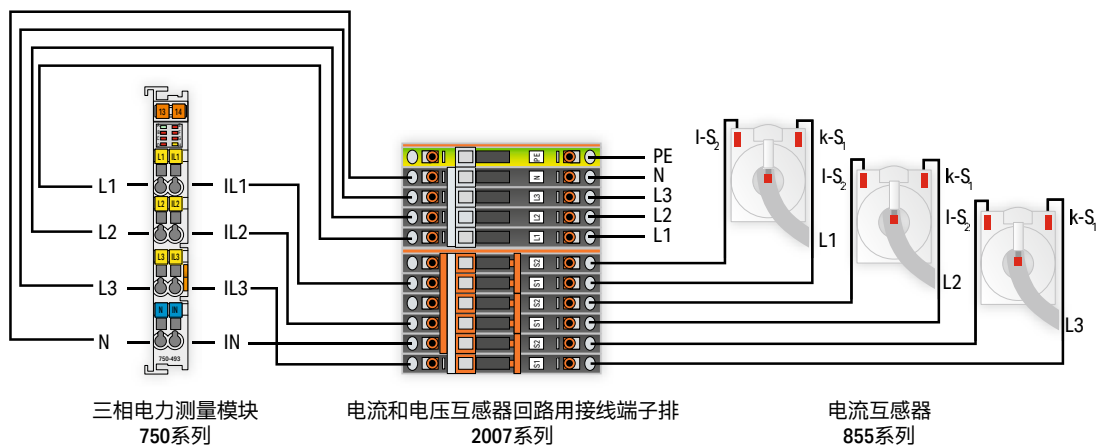 13 14
L1 IL1
L2 IL2
L3 IL3
N IN
750-493
L1 IL1
L2 IL2
L3 IL3
N IN
PE
N
L3
L2
L1
S2
S1
S2
S1
S2
S1
PE
N
L3
L2
L1
l-S₂ k-S₁
L1
l-S₂ k-S₁
L2
l-S₂ k-S₁
L3
三相电力测量模块
750系列
电流和电压互感器回路用接线端子排
2007系列
电流互感器
855系列